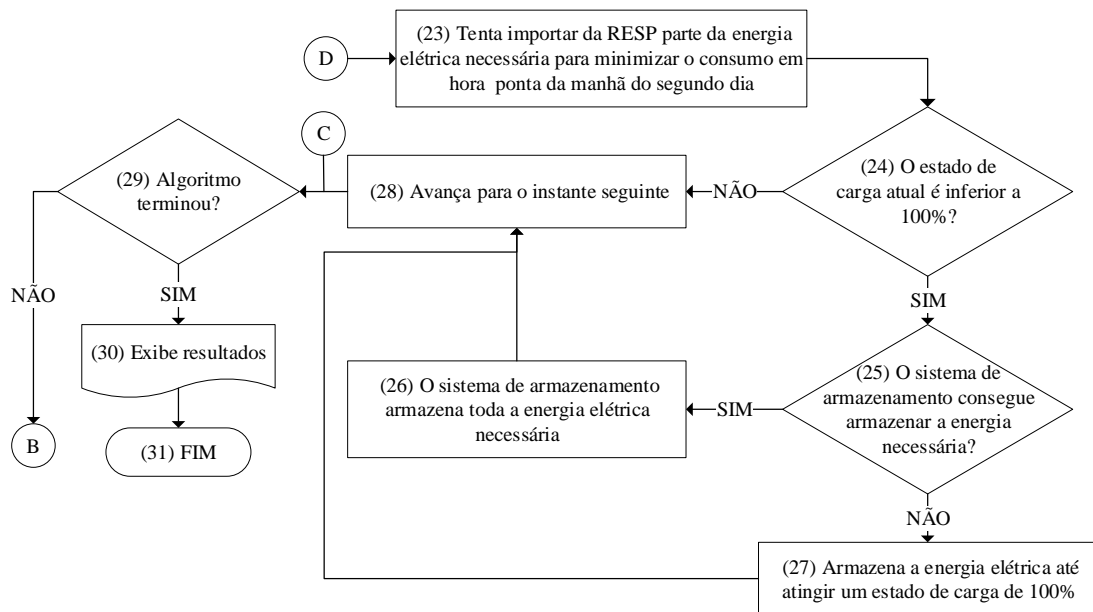 (23) Tenta importar da RESP parte da energia
elétrica necessária para minimizar o consumo em
hora ponta da manhã do segundo dia
D
C
(24) O estado de
carga atual é inferior a
100%?
NÃO
(28) Avança para o instante seguinte
(29) Algoritmo
terminou?
NÃO
SIM
SIM
(30) Exibe resultados
(25) O sistema de
armazenamento consegue
armazenar a energia
necessária?
SIM
(26) O sistema de armazenamento
armazena toda a energia elétrica
necessária
B
(31) FIM
NÃO
(27) Armazena a energia elétrica até
atingir um estado de carga de 100%